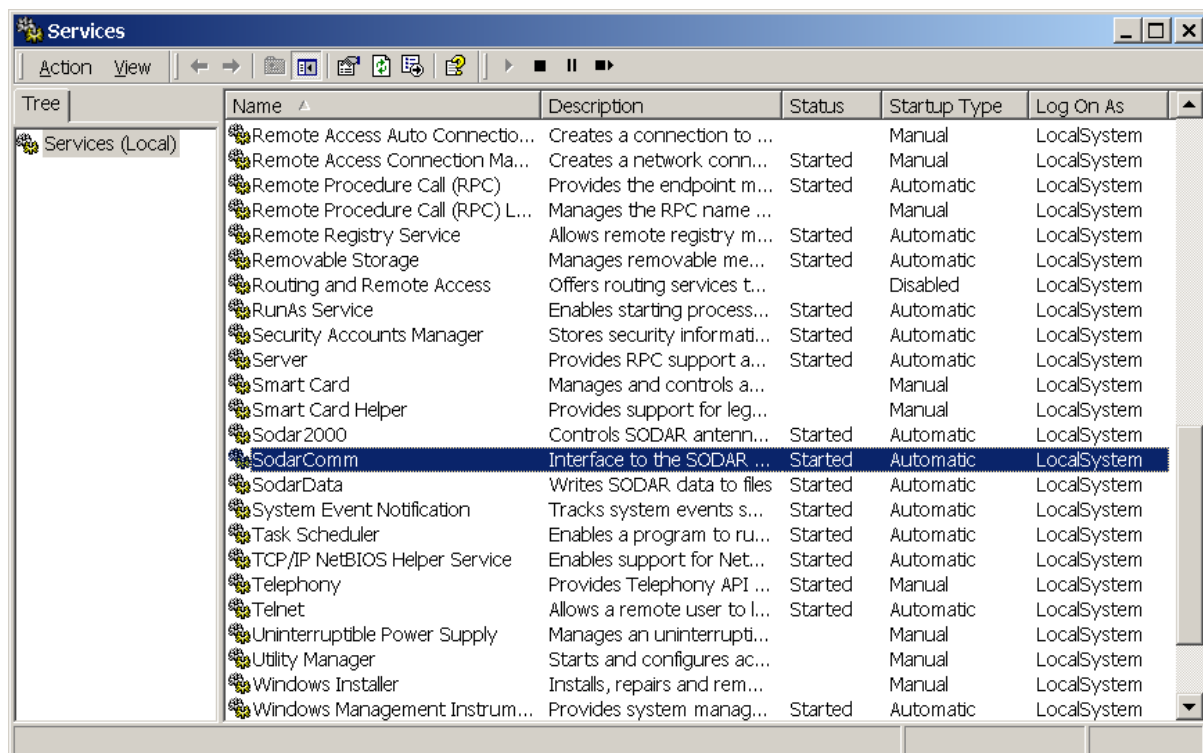 Services
Action View
Tree
Name Description Status Startup Type Log On As
Services (Local)
Remote Access Auto Connectio... Creates a connection to ... Manual LocalSystem
Remote Access Connection Ma... Creates a network conn... Started Manual LocalSystem
Remote Procedure Call (RPC) Provides the endpoint m... Started Automatic LocalSystem
Remote Procedure Call (RPC) L... Manages the RPC name ... Manual LocalSystem
Remote Registry Service Allows remote registry m... Started Automatic LocalSystem
Removable Storage Manages removable me... Started Automatic LocalSystem
Routing and Remote Access Offers routing services t... Disabled LocalSystem
RunAs Service Enables starting process... Started Automatic LocalSystem
Security Accounts Manager Stores security informati... Started Automatic LocalSystem
Server Provides RPC support a... Started Automatic LocalSystem
Smart Card Manages and controls a... Manual LocalSystem
Smart Card Helper Provides support for leg... Manual LocalSystem
Sodar2000 Controls SODAR antenn... Started Automatic LocalSystem
SodarComm Interface to the SODAR ... Started Automatic LocalSystem
SodarData Writes SODAR data to files Started Automatic LocalSystem
System Event Notification Tracks system events s... Started Automatic LocalSystem
Task Scheduler Enables a program to ru... Started Automatic LocalSystem
TCP/IP NetBIOS Helper Service Enables support for Net... Started Automatic LocalSystem
Telephony Provides Telephony API ... Started Manual LocalSystem
Telnet Allows a remote user to l... Started Automatic LocalSystem
Uninterruptible Power Supply Manages an uninterrupti... Manual LocalSystem
Utility Manager Starts and configures ac... Manual LocalSystem
Windows Installer Installs, repairs and rem... Manual LocalSystem
Windows Management Instrum... Provides system manag... Started Automatic LocalSystem